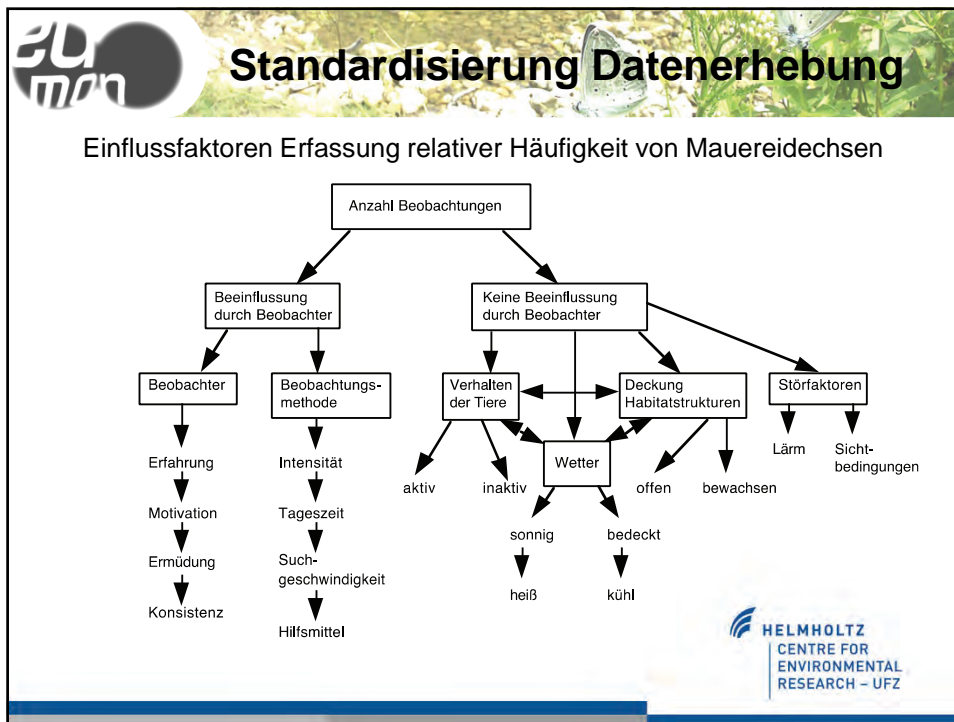 eu
mon
Standardisierung Datenerhebung
Einflussfaktoren Erfassung relativer Häufigkeit von Mauereidechsen
Anzahl Beobachtungen
Beeinflussung
durch Beobachter
Keine Beeinflussung
durch Beobachter
Beobachter
Beobachtungs-
methode
Verhalten
der Tiere
Deckung
Habitatstrukturen
Störfaktoren
Wetter
Erfahrung
Motivation
Ermüdung
Konsistenz
Intensität
Tageszeit
Such-
geschwindigkeit
Hilfsmittel
aktiv
inaktiv
sonnig
heiß
bedeckt
kühl
offen
bewachsen
Lärm
Sicht-
bedingungen
HELMHOLTZ
CENTRE FOR
ENVIRONMENTAL
RESEARCH – UFZ